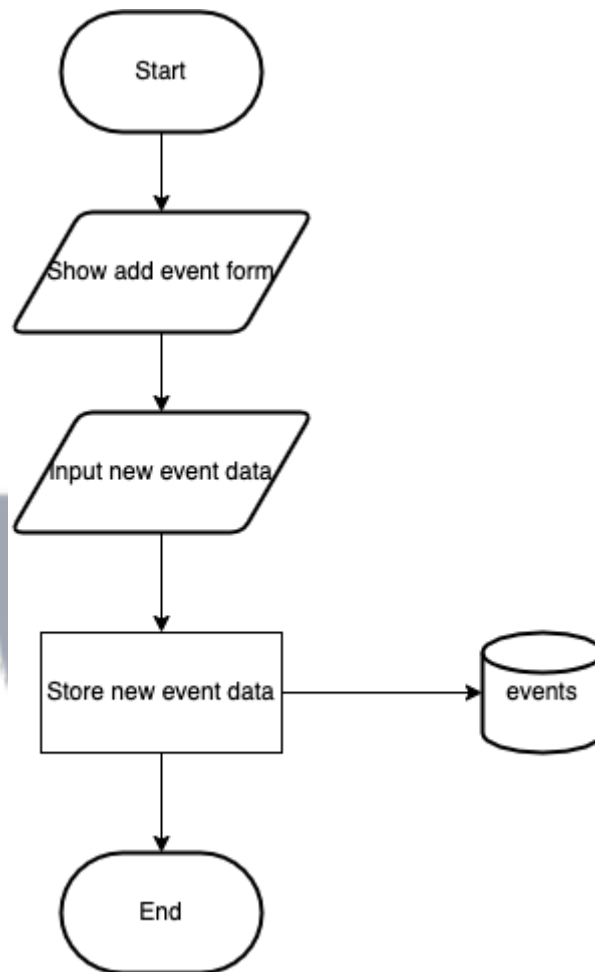 Start
Show add event form
Input new event data
Store new event data
events
End